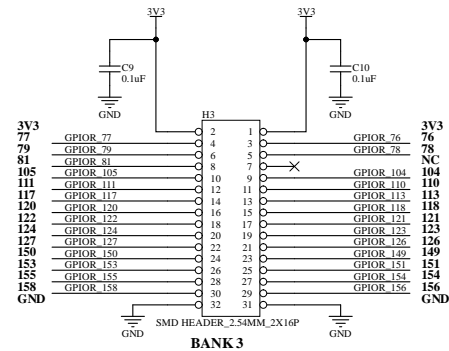 3V3 3V3
C9 C10
0.1uF 0.1uF
GND GND
H3
3V3 2 1 3V3
77 GPIOR_77 4 3 GPIOR_76 76
79 GPIOR_79 6 5 GPIOR_78 78
81 GPIOR_81 8 7 NC
105 GPIOR_105 10 9 GPIOR_104 104
111 GPIOR_111 12 11 GPIOR_110 110
117 GPIOR_117 14 13 GPIOR_113 113
120 GPIOR_120 16 15 GPIOR_118 118
122 GPIOR_122 18 17 GPIOR_121 121
124 GPIOR_124 20 19 GPIOR_123 123
127 GPIOR_127 22 21 GPIOR_126 126
150 GPIOR_150 24 23 GPIOR_149 149
153 GPIOR_153 26 25 GPIOR_151 151
155 GPIOR_155 28 27 GPIOR_154 154
158 GPIOR_158 30 29 GPIOR_156 156
GND 32 31 GND
SMD HEADER_2.54MM_2X16P
GND GND
BANK 3